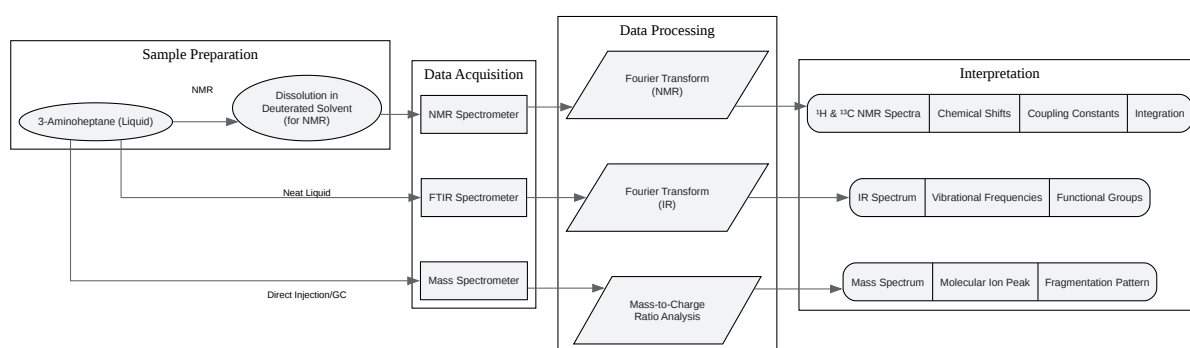 Sample Preparation
NMR
3-Aminoheptane (Liquid)
Dissolution in
Deuterated Solvent
(for NMR)
Neat Liquid
Direct Injection/GC
Data Acquisition
NMR Spectrometer
FTIR Spectrometer
Mass Spectrometer
Data Processing
Fourier Transform
(NMR)
Fourier Transform
(IR)
Mass-to-Charge
Ratio Analysis
Interpretation
¹H & ¹³C NMR Spectra
Chemical Shifts
Coupling Constants
Integration
IR Spectrum
Vibrational Frequencies
Functional Groups
Mass Spectrum
Molecular Ion Peak
Fragmentation Pattern